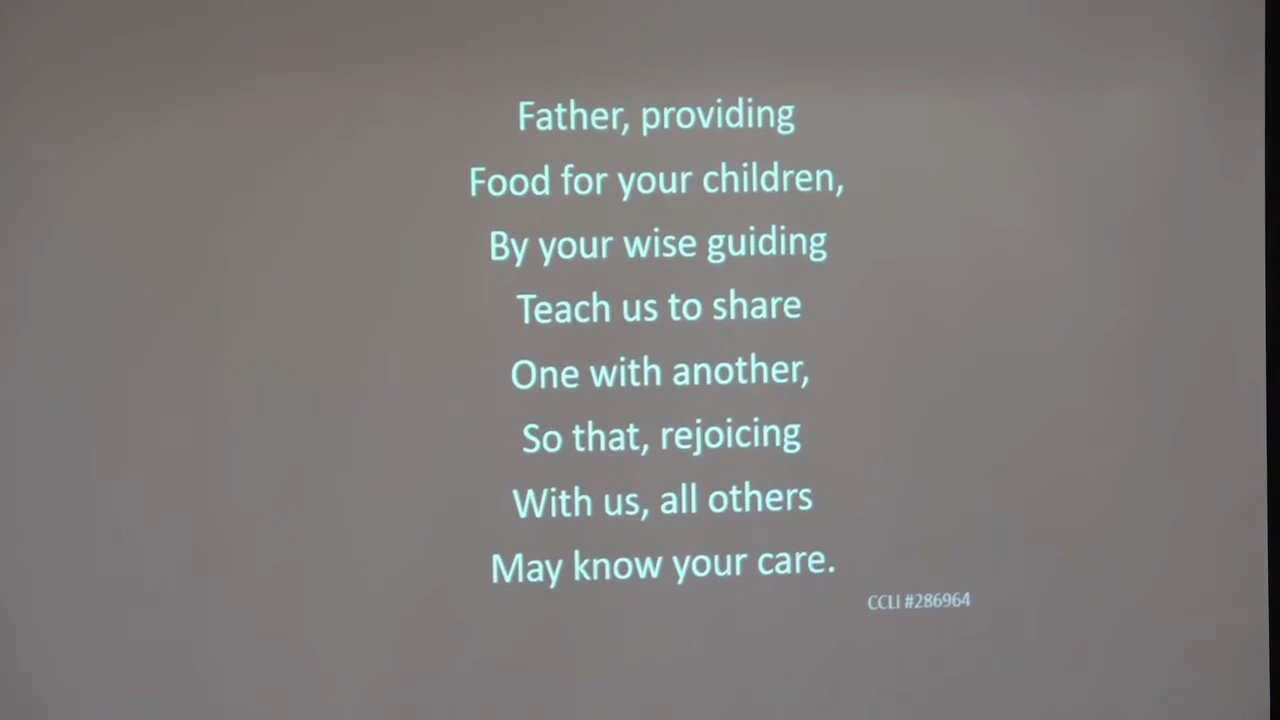 Father, providing
Food for your children,
By your wise guiding
Teach us to share
One with another,
So that, rejoicing
With us, all others
May know your care.
CCLI #286964